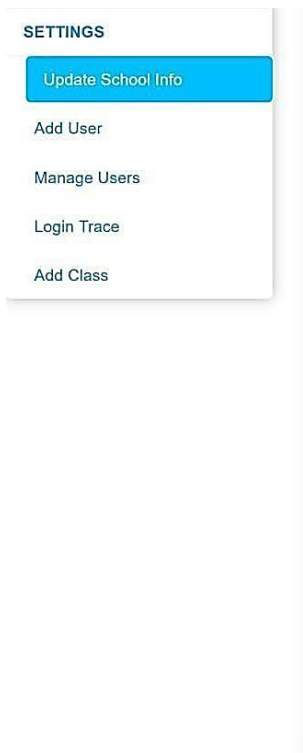 SETTINGS
Update School Info
Add User
Manage Users
Login Trace
Add Class